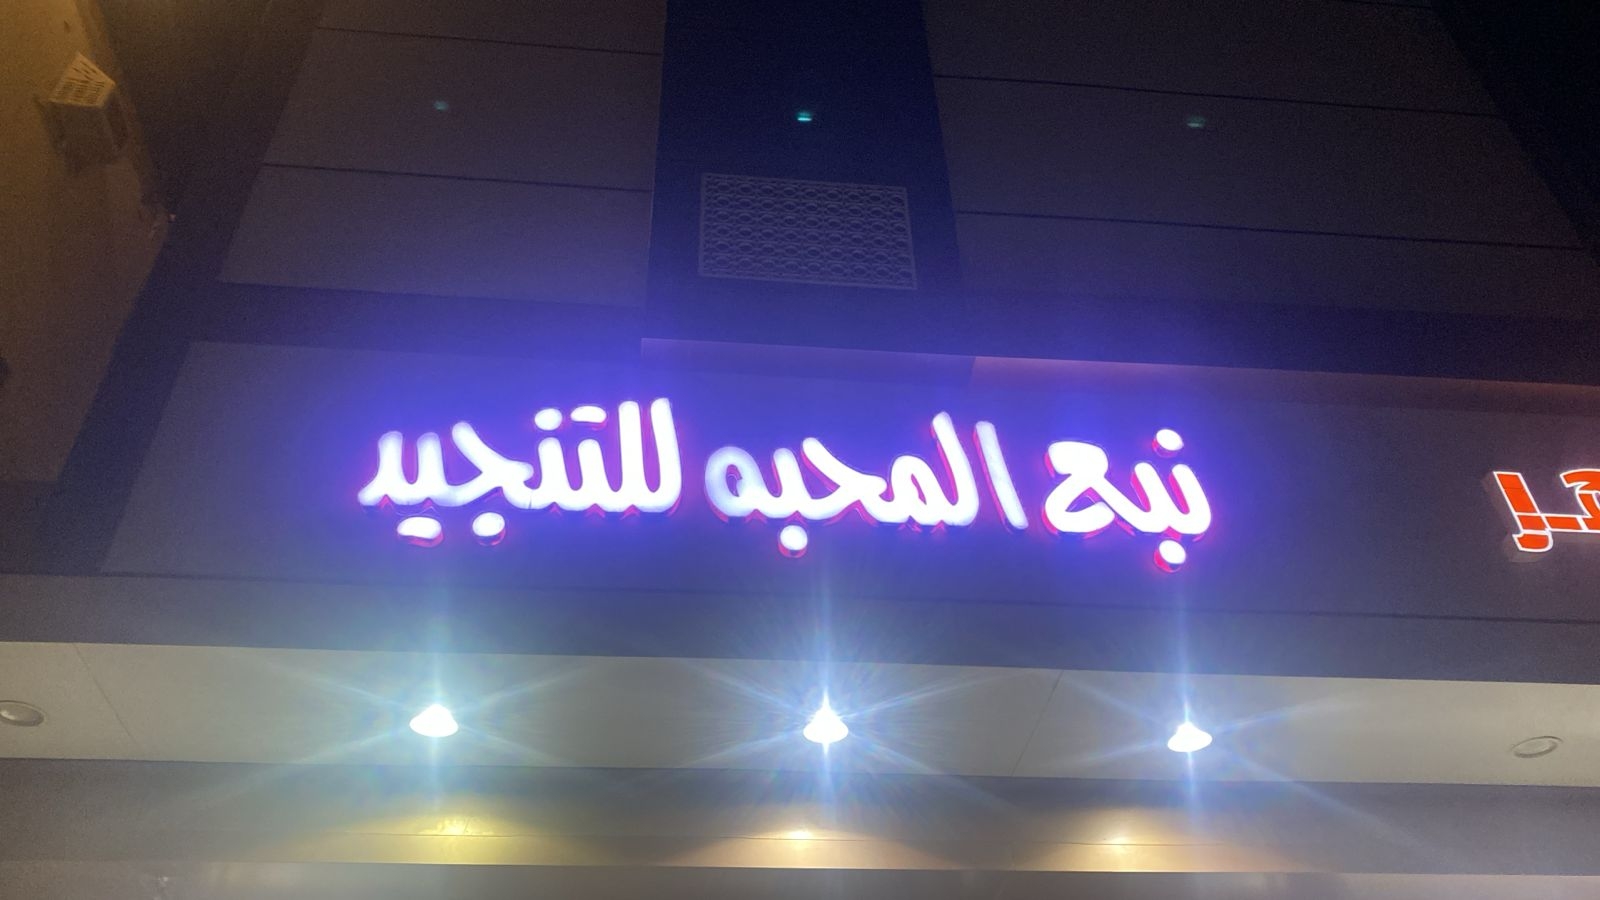 نبع المحبه للتنجيد